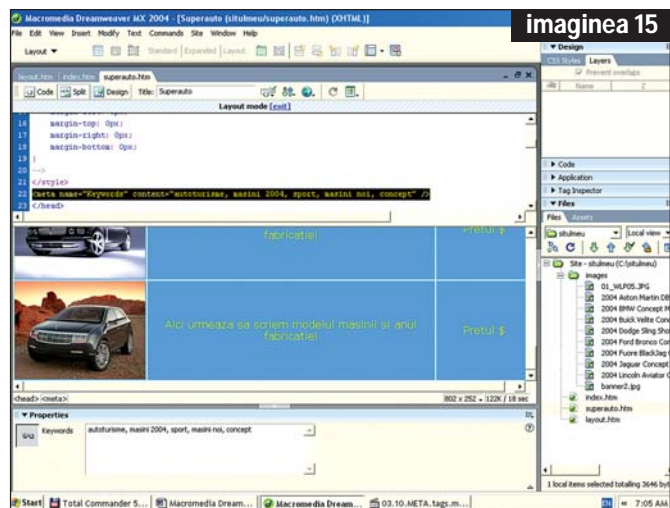 Macromedia Dreamweaver MX 2004 - [Superauto (situlmeu/superauto.htm) (XHTML)]
imaginea 15
File Edit View Insert Modify Text Commands Site Window Help
Layout Standard Expanded Layout
Design
CSS Styles Layers
Prevent overlaps
Name Z
layout.htm index.htm superauto.htm
Code Split Design Title: Superauto
Layout mode [exit]
16 margin-top: 0px;
17 margin-right: 0px;
18 margin-bottom: 0px;
19 }
20 -->
21 </style>
22 <meta name="Keywords" content="autoturisme, masini 2004, sport, masini noi, concept" />
23 </head>
Code
Application
Tag Inspector
Files
Files Assets
situlmeu Local view
Site - situlmeu (C:\situlmeu)
images
01_WLP05.JPG
2004 Aston Martin DB
2004 BMW Concept M
2004 Buick Velite Conc
2004 Dodge Sling Sho
2004 Ford Bronco Con
2004 Fuore BlackJag C
2004 Jaguar Concept
2004 Lincoln Aviator C
banner2.jpg
index.htm
superauto.htm
layout.htm
fabricatiei
Pretul $
Aici urmeaza sa scriem modelul masinii si anul
fabricatiei
Pretul $
<head> <meta> 802 x 252 122K / 18 sec
Properties
Keywords autoturisme, masini 2004, sport, masini noi, concept
1 local items selected totalling 3646 byt
Start Total Commander 5... Macromedia Dream... Macromedia Dream... 03.10.META.tags.m... EN 7:05 AM